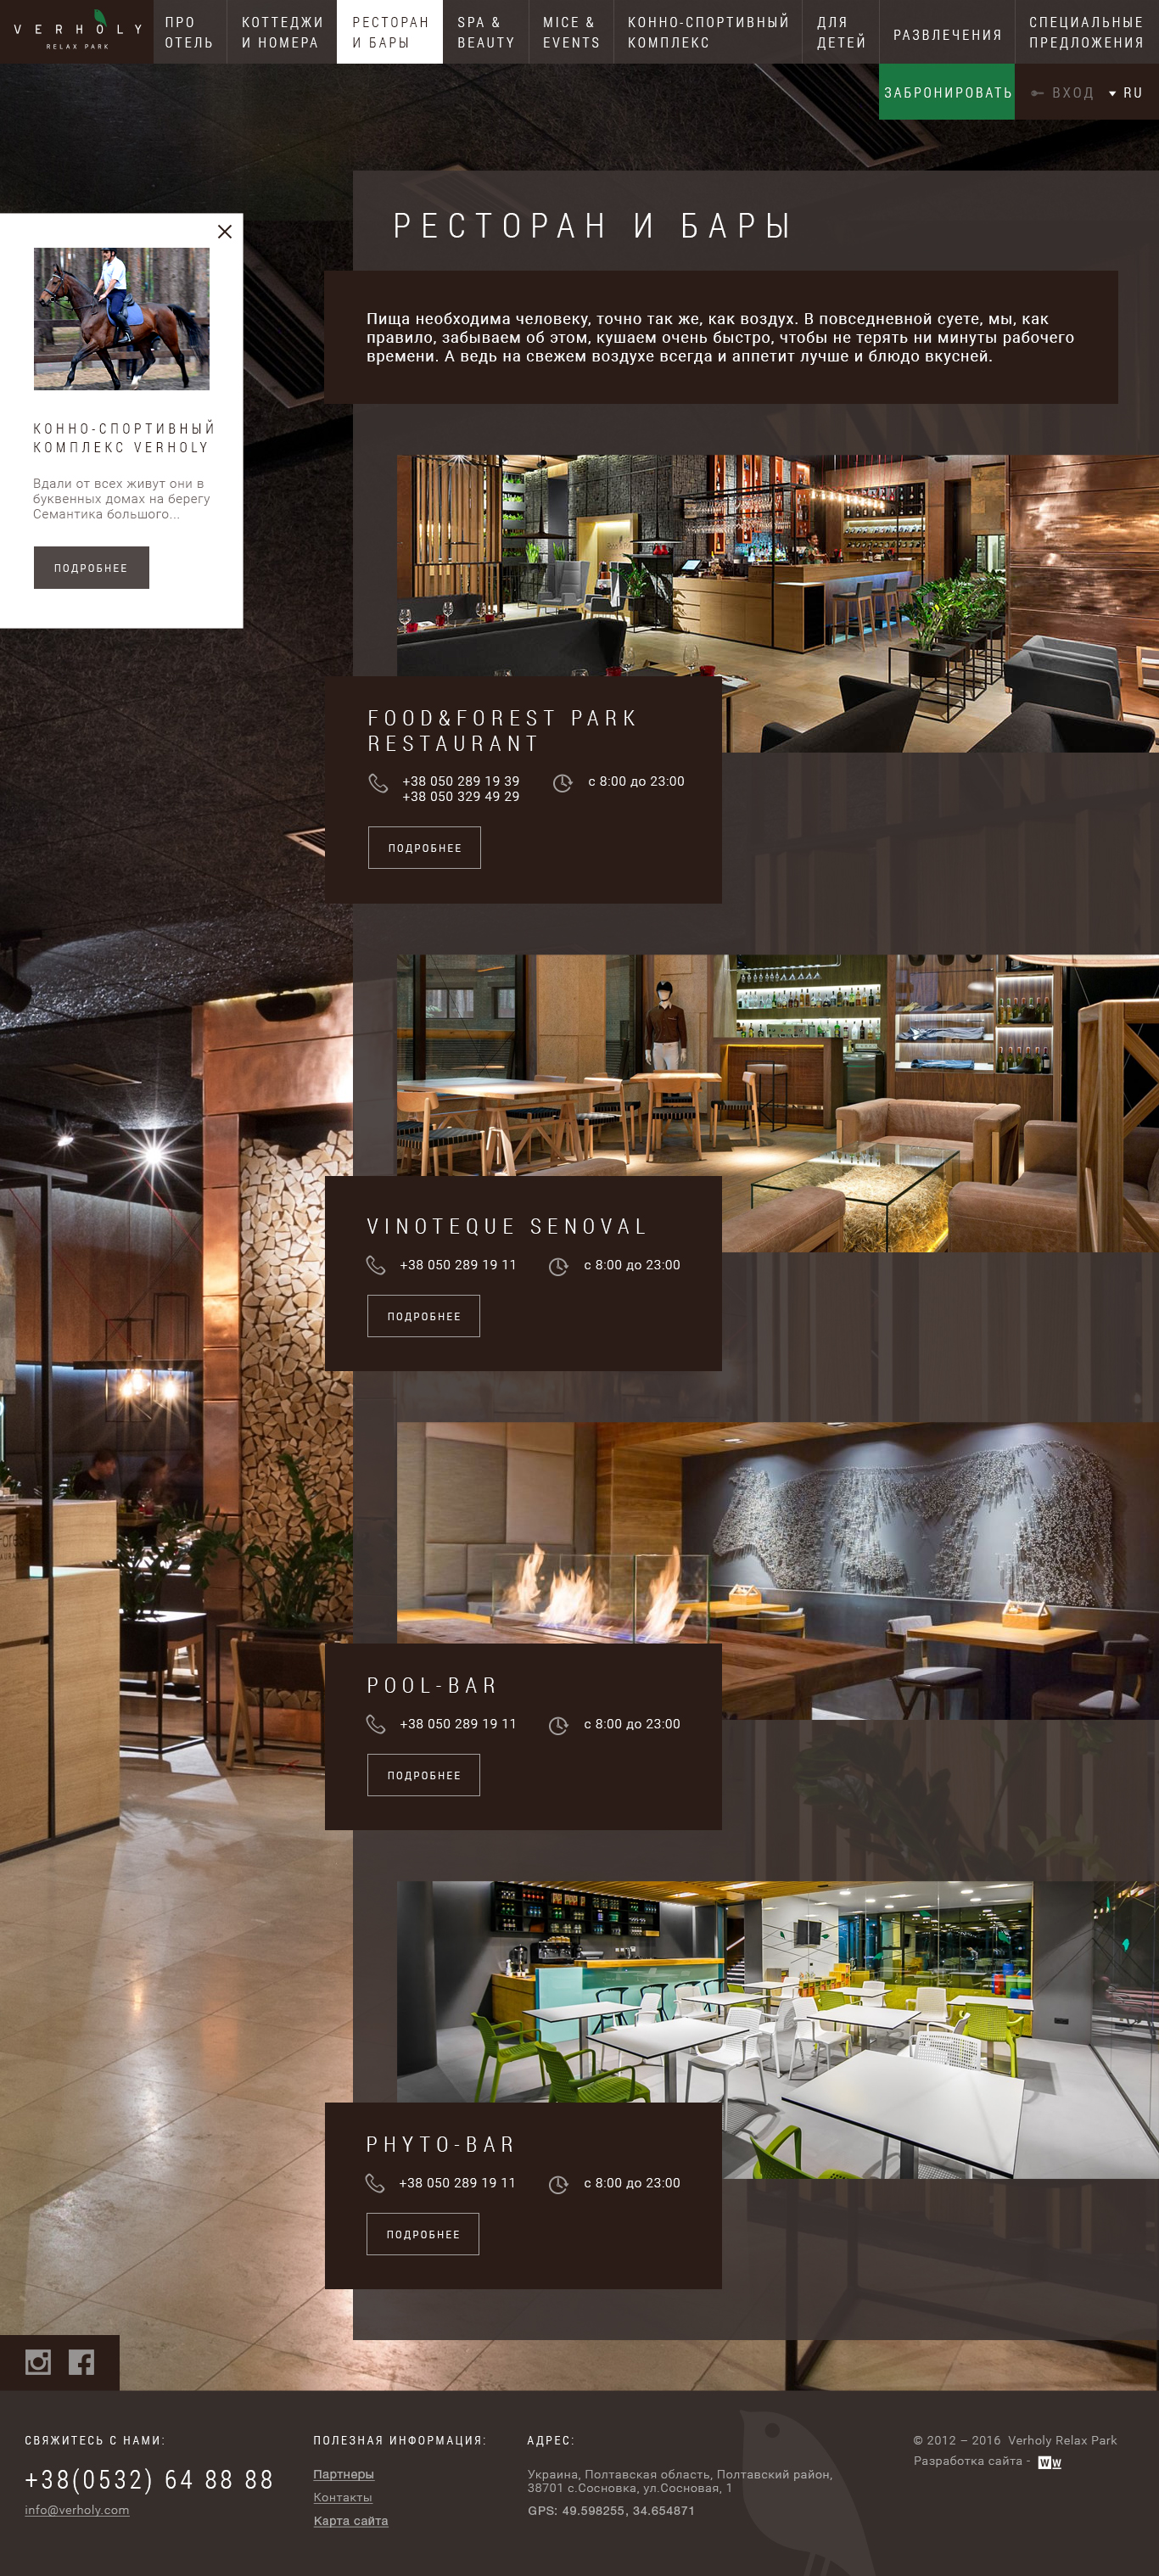 VERHOLY
RELAX PARK
ПРО
ОТЕЛЬ
КОТТЕДЖИ
И НОМЕРА
РЕСТОРАН
И БАРЫ
SPA &
BEAUTY
MICE &
EVENTS
КОННО-СПОРТИВНЫЙ
КОМПЛЕКС
ДЛЯ
ДЕТЕЙ
РАЗВЛЕЧЕНИЯ
СПЕЦИАЛЬНЫЕ
ПРЕДЛОЖЕНИЯ
ЗАБРОНИРОВАТЬ
ВХОД
RU
РЕСТОРАН И БАРЫ
Пища необходима человеку, точно так же, как воздух. В повседневной суете, мы, как
правило, забываем об этом, кушаем очень быстро, чтобы не терять ни минуты рабочего
времени. А ведь на свежем воздухе всегда и аппетит лучше и блюдо вкусней.
КОННО-СПОРТИВНЫЙ
КОМПЛЕКС VERHOLY
Вдали от всех живут они в
буквенных домах на берегу
Семантика большого...
ПОДРОБНЕЕ
FOOD&FOREST PARK
RESTAURANT
+38 050 289 19 39
+38 050 329 49 29
с 8:00 до 23:00
ПОДРОБНЕЕ
VINOTEQUE SENOVAL
+38 050 289 19 11
с 8:00 до 23:00
ПОДРОБНЕЕ
POOL-BAR
+38 050 289 19 11
с 8:00 до 23:00
ПОДРОБНЕЕ
PHYTO-BAR
+38 050 289 19 11
с 8:00 до 23:00
ПОДРОБНЕЕ
СВЯЖИТЕСЬ С НАМИ:
+38(0532) 64 88 88
info@verholy.com
ПОЛЕЗНАЯ ИНФОРМАЦИЯ:
Партнеры
Контакты
Карта сайта
АДРЕС:
Украина, Полтавская область, Полтавский район,
38701 с.Сосновка, ул.Сосновая, 1
GPS: 49.598255, 34.654871
© 2012 – 2016 Verholy Relax Park
Разработка сайта - WW